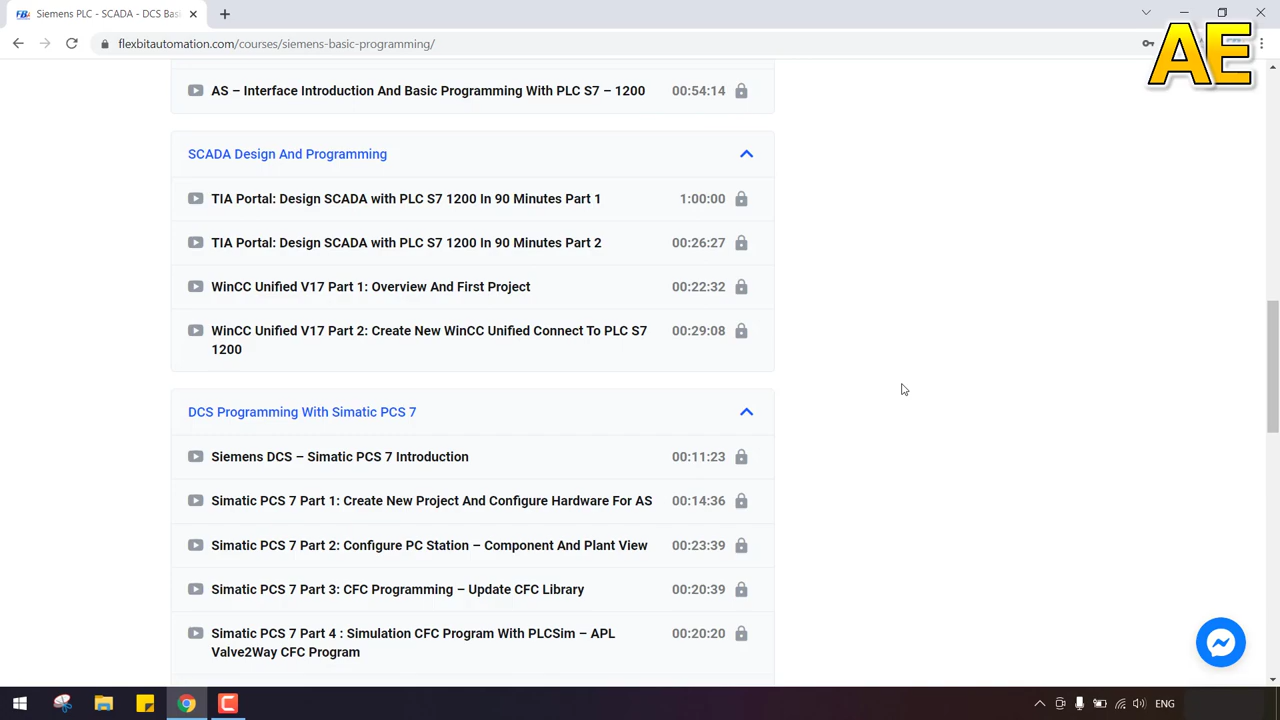 Siemens PLC - SCADA - DCS Basi
AE
flexbitautomation.com/courses/siemens-basic-programming/
AS – Interface Introduction And Basic Programming With PLC S7 – 1200 00:54:14
SCADA Design And Programming
TIA Portal: Design SCADA with PLC S7 1200 In 90 Minutes Part 1 1:00:00
TIA Portal: Design SCADA with PLC S7 1200 In 90 Minutes Part 2 00:26:27
WinCC Unified V17 Part 1: Overview And First Project 00:22:32
WinCC Unified V17 Part 2: Create New WinCC Unified Connect To PLC S7 00:29:08
1200
DCS Programming With Simatic PCS 7
Siemens DCS – Simatic PCS 7 Introduction 00:11:23
Simatic PCS 7 Part 1: Create New Project And Configure Hardware For AS 00:14:36
Simatic PCS 7 Part 2: Configure PC Station – Component And Plant View 00:23:39
Simatic PCS 7 Part 3: CFC Programming – Update CFC Library 00:20:39
Simatic PCS 7 Part 4 : Simulation CFC Program With PLCSim – APL 00:20:20
Valve2Way CFC Program
ENG